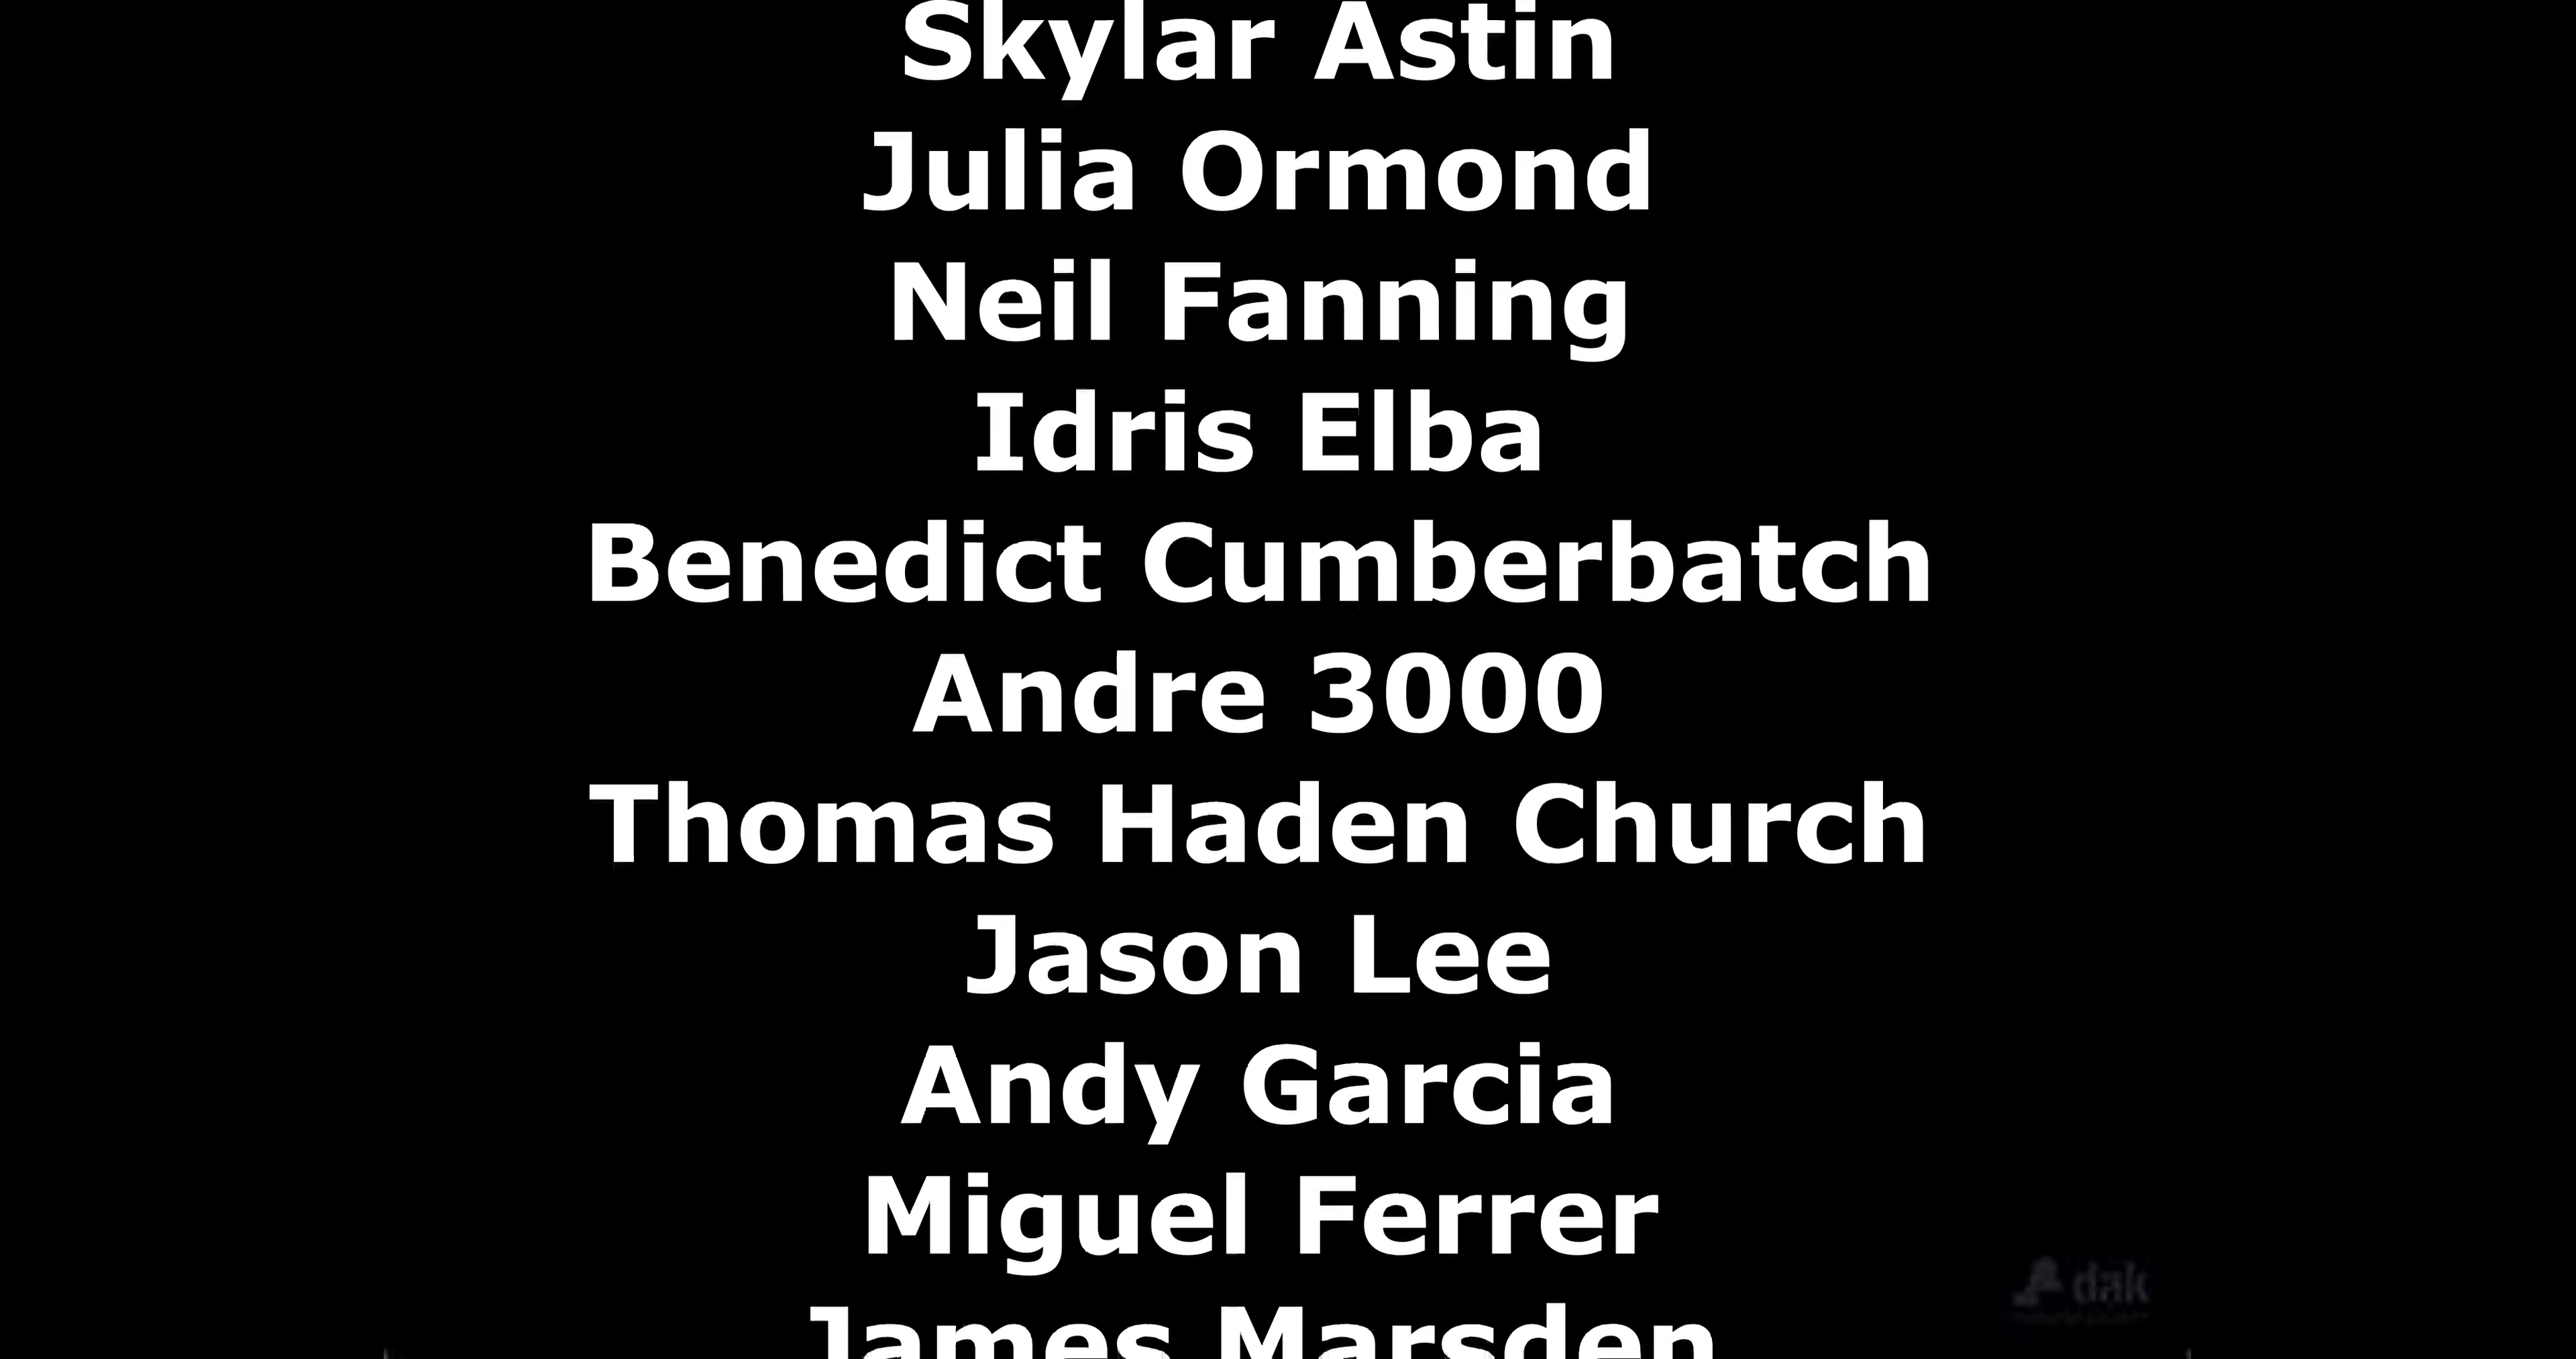 Skylar Astin
Julia Ormond
Neil Fanning
Idris Elba
Benedict Cumberbatch
Andre 3000
Thomas Haden Church
Jason Lee
Andy Garcia
Miguel Ferrer
James Marsden
dak